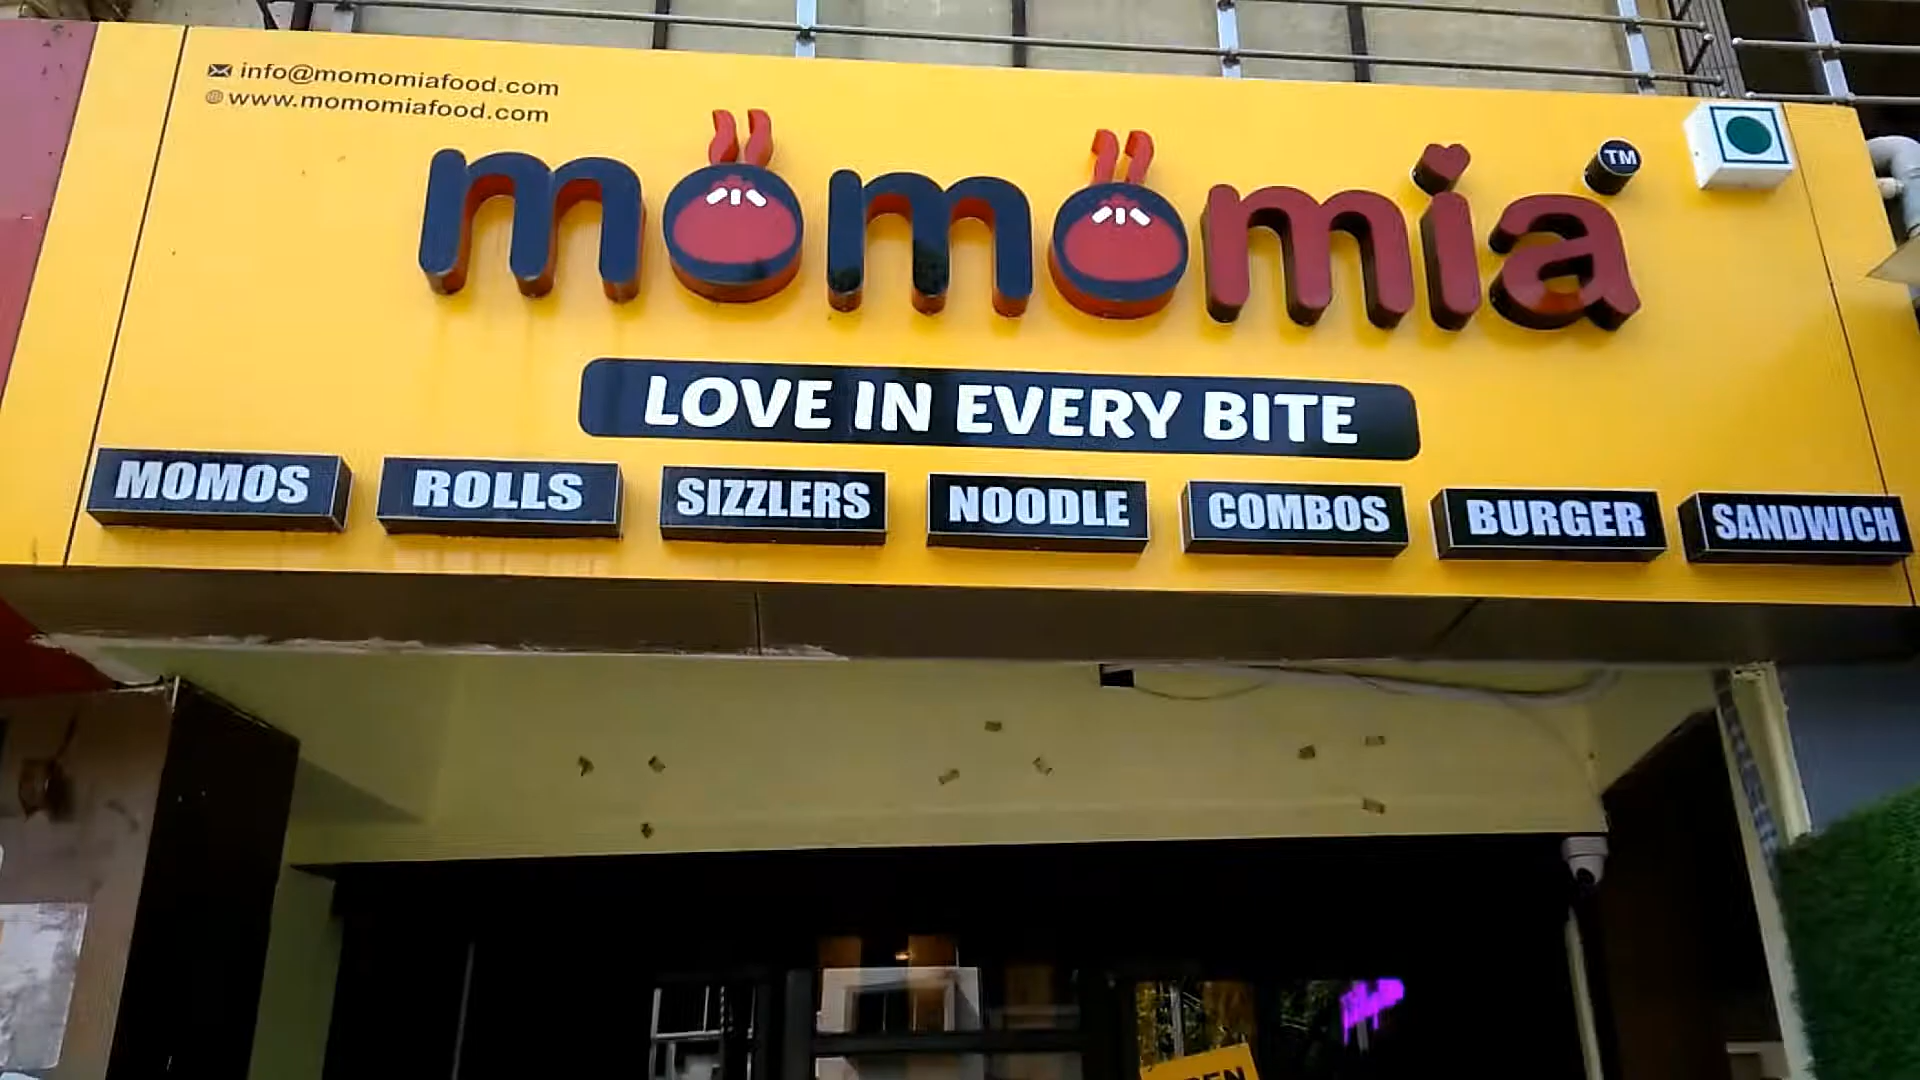 info@momomiafood.com
www.momomiafood.com
momomia TM
LOVE IN EVERY BITE
MOMOS ROLLS SIZZLERS NOODLE COMBOS BURGER SANDWICH